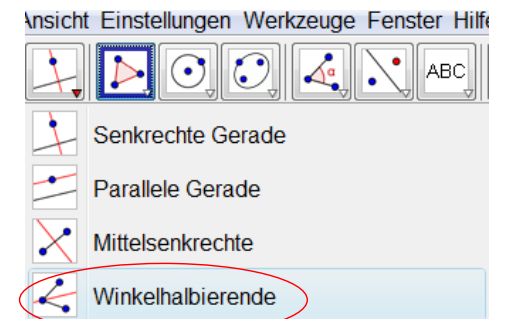 Ansicht Einstellungen Werkzeuge Fenster Hilfe
α ABC
Senkrechte Gerade
Parallele Gerade
Mittelsenkrechte
Winkelhalbierende